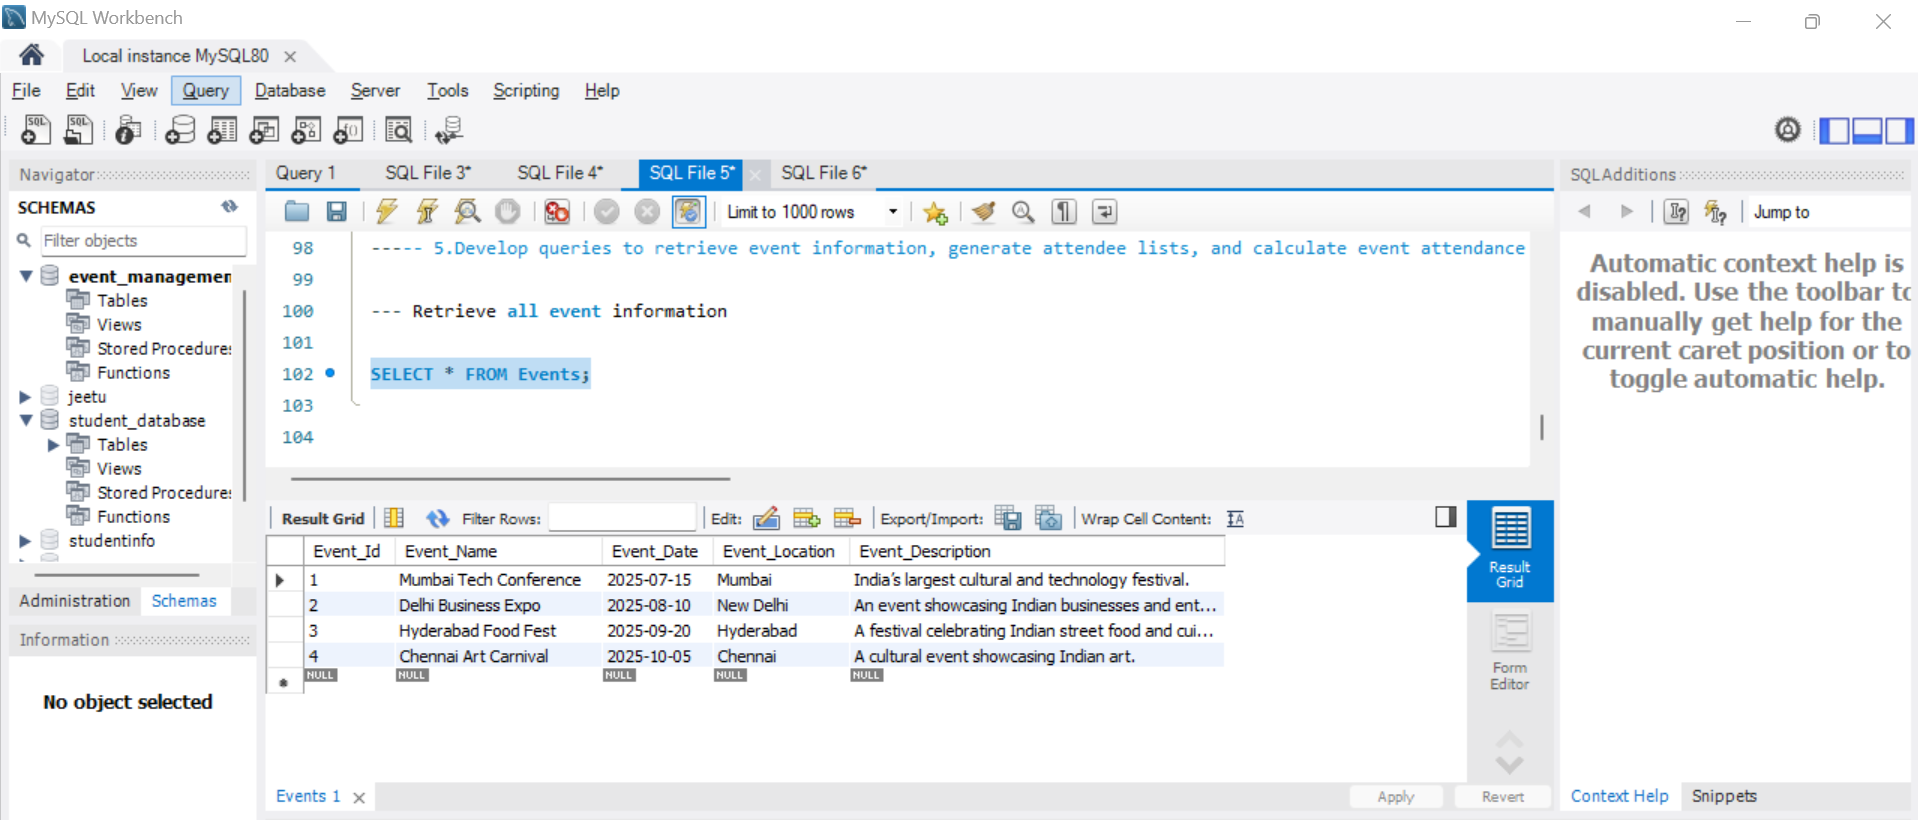 MySQL Workbench
Local instance MySQL80
File Edit View Query Database Server Tools Scripting Help
Navigator
SCHEMAS
Filter objects
event_managemen
Tables
Views
Stored Procedures
Functions
jeetu
student_database
Tables
Views
Stored Procedures
Functions
studentinfo
Administration Schemas
Information
No object selected
Query 1 SQL File 3* SQL File 4* SQL File 5* SQL File 6*
Limit to 1000 rows
98 ----- 5.Develop queries to retrieve event information, generate attendee lists, and calculate event attendance
99
100 --- Retrieve all event information
101
102 SELECT * FROM Events;
103
104
Result Grid Filter Rows: Edit: Export/Import: Wrap Cell Content:
Event_Id Event_Name Event_Date Event_Location Event_Description
1 Mumbai Tech Conference 2025-07-15 Mumbai India’s largest cultural and technology festival.
2 Delhi Business Expo 2025-08-10 New Delhi An event showcasing Indian businesses and ent...
3 Hyderabad Food Fest 2025-09-20 Hyderabad A festival celebrating Indian street food and cui...
4 Chennai Art Carnival 2025-10-05 Chennai A cultural event showcasing Indian art.
NULL NULL NULL NULL NULL
Result
Grid
Form
Editor
Events 1
Apply Revert
SQLAdditions
Jump to
Automatic context help is
disabled. Use the toolbar to
manually get help for the
current caret position or to
toggle automatic help.
Context Help Snippets